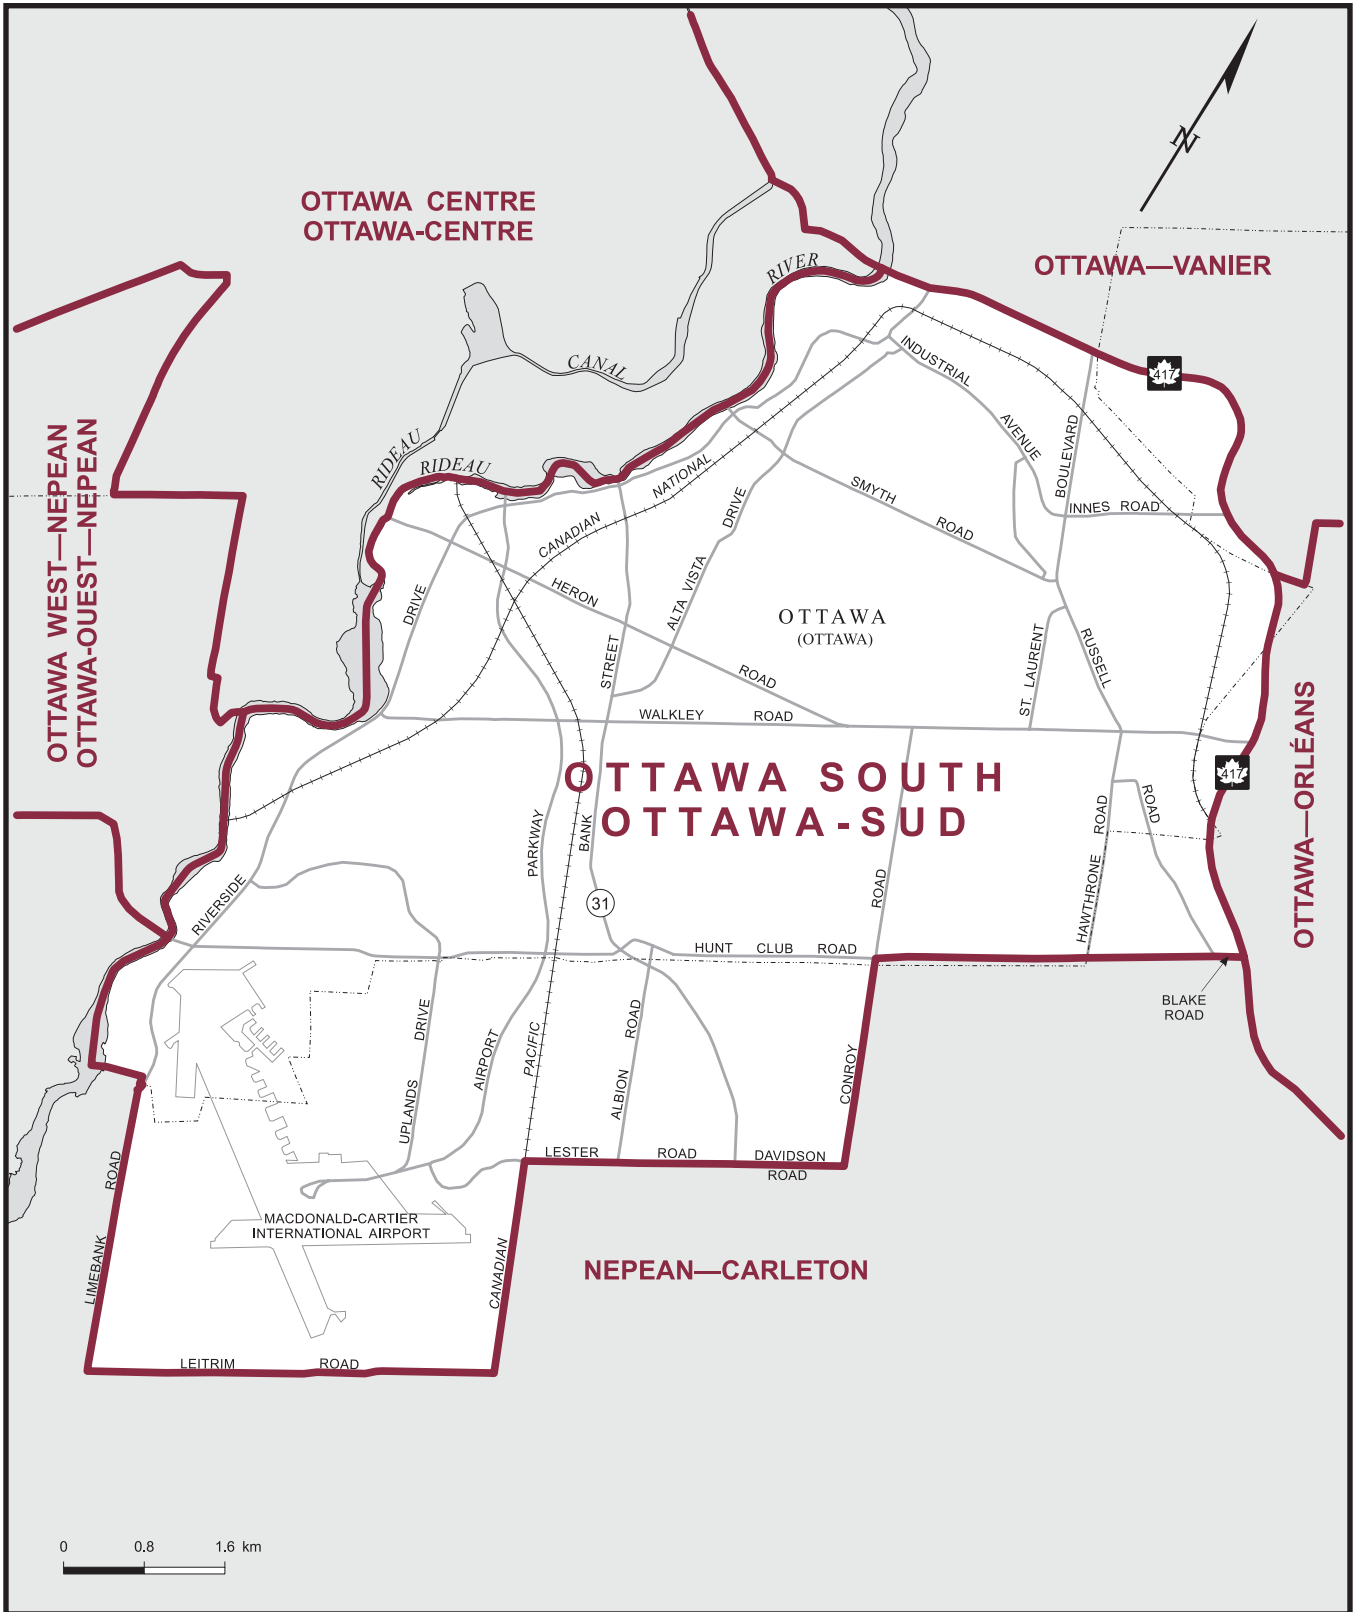 N
OTTAWA CENTRE
OTTAWA-CENTRE
OTTAWA—VANIER
RIVER
CANAL
RIDEAU
RIDEAU
417
INDUSTRIAL
AVENUE
BOULEVARD
INNES ROAD
OTTAWA WEST—NEPEAN
OTTAWA-OUEST—NEPEAN
CANADIAN
NATIONAL
SMYTH
ROAD
DRIVE
HERON
ROAD
ALTA VISTA
DRIVE
OTTAWA
(OTTAWA)
STREET
ST. LAURENT
RUSSELL
WALKLEY ROAD
OTTAWA SOUTH
OTTAWA-SUD
417
OTTAWA—ORLÉANS
PARKWAY
BANK
31
ROAD
ROAD
HAWTHRONE
ROAD
RIVERSIDE
HUNT CLUB ROAD
BLAKE
ROAD
DRIVE
UPLANDS
AIRPORT
PACIFIC
ROAD
ALBION
CONROY
LESTER ROAD DAVIDSON
ROAD
ROAD
LIMEBANK
MACDONALD-CARTIER
INTERNATIONAL AIRPORT
CANADIAN
NEPEAN—CARLETON
LEITRIM ROAD
0 0.8 1.6 km